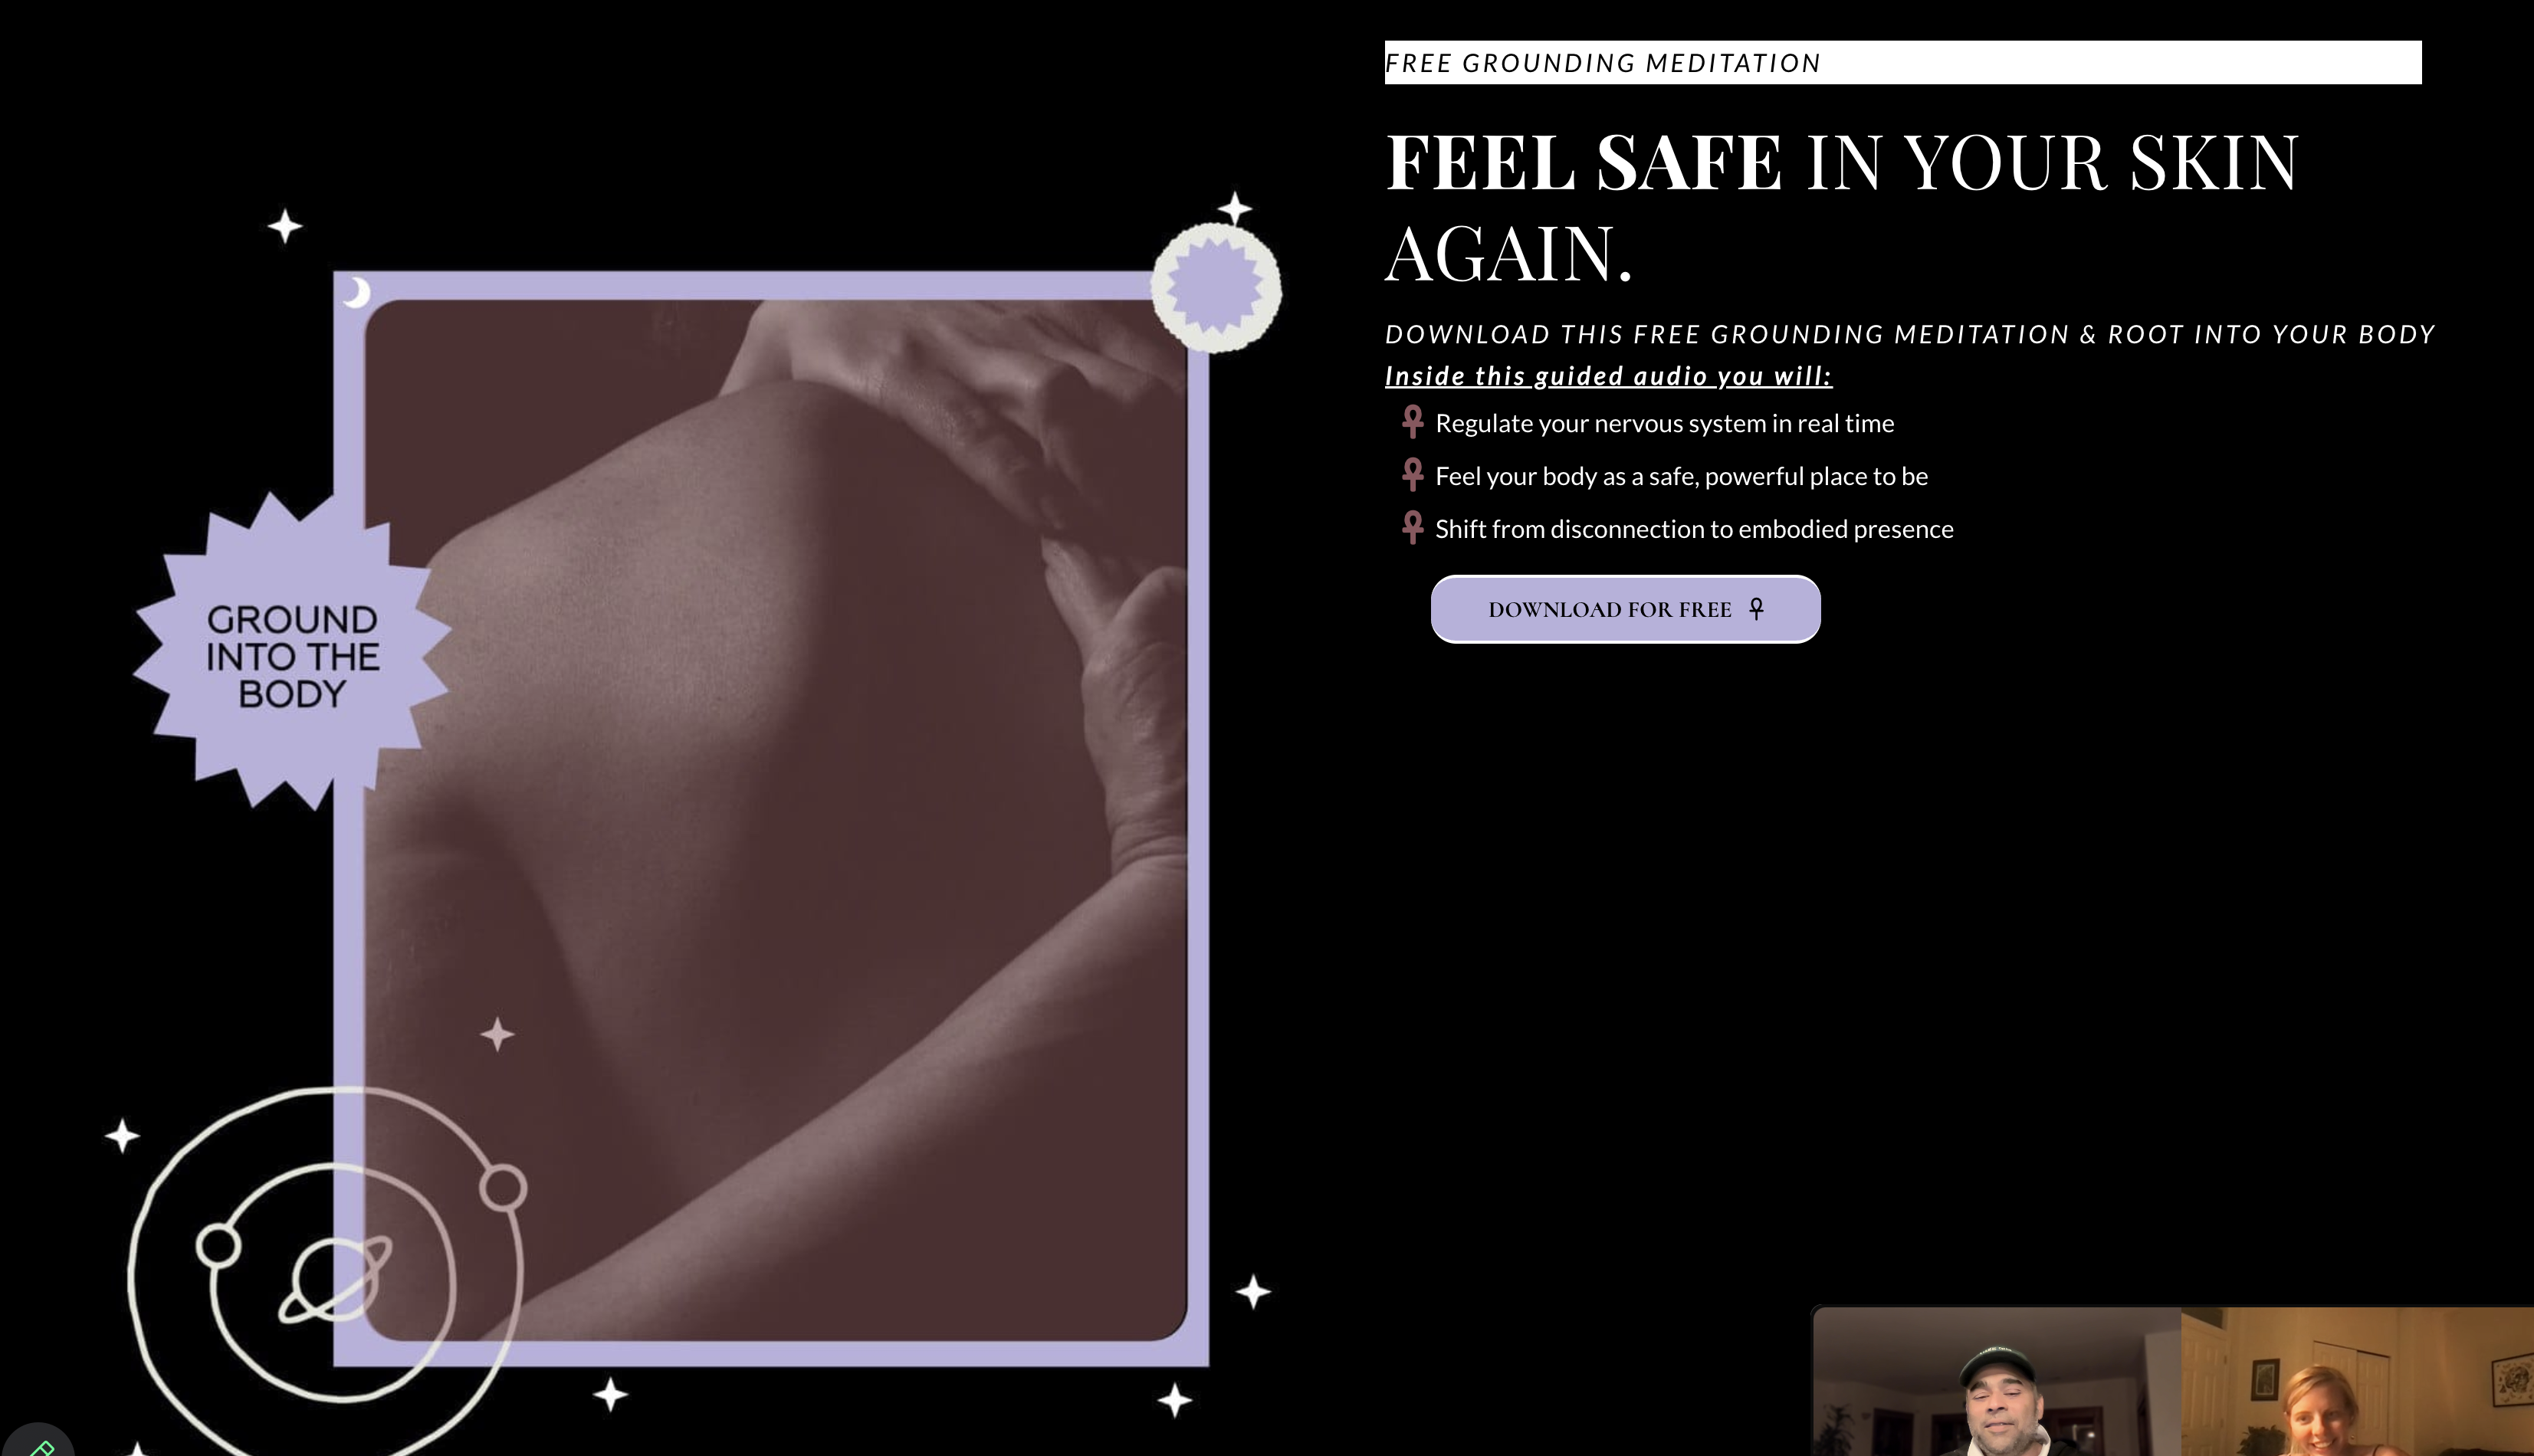 FREE GROUNDING MEDITATION
FEEL SAFE IN YOUR SKIN
AGAIN.
DOWNLOAD THIS FREE GROUNDING MEDITATION & ROOT INTO YOUR BODY
Inside this guided audio you will:
Regulate your nervous system in real time
Feel your body as a safe, powerful place to be
Shift from disconnection to embodied presence
DOWNLOAD FOR FREE
GROUND
INTO THE
BODY